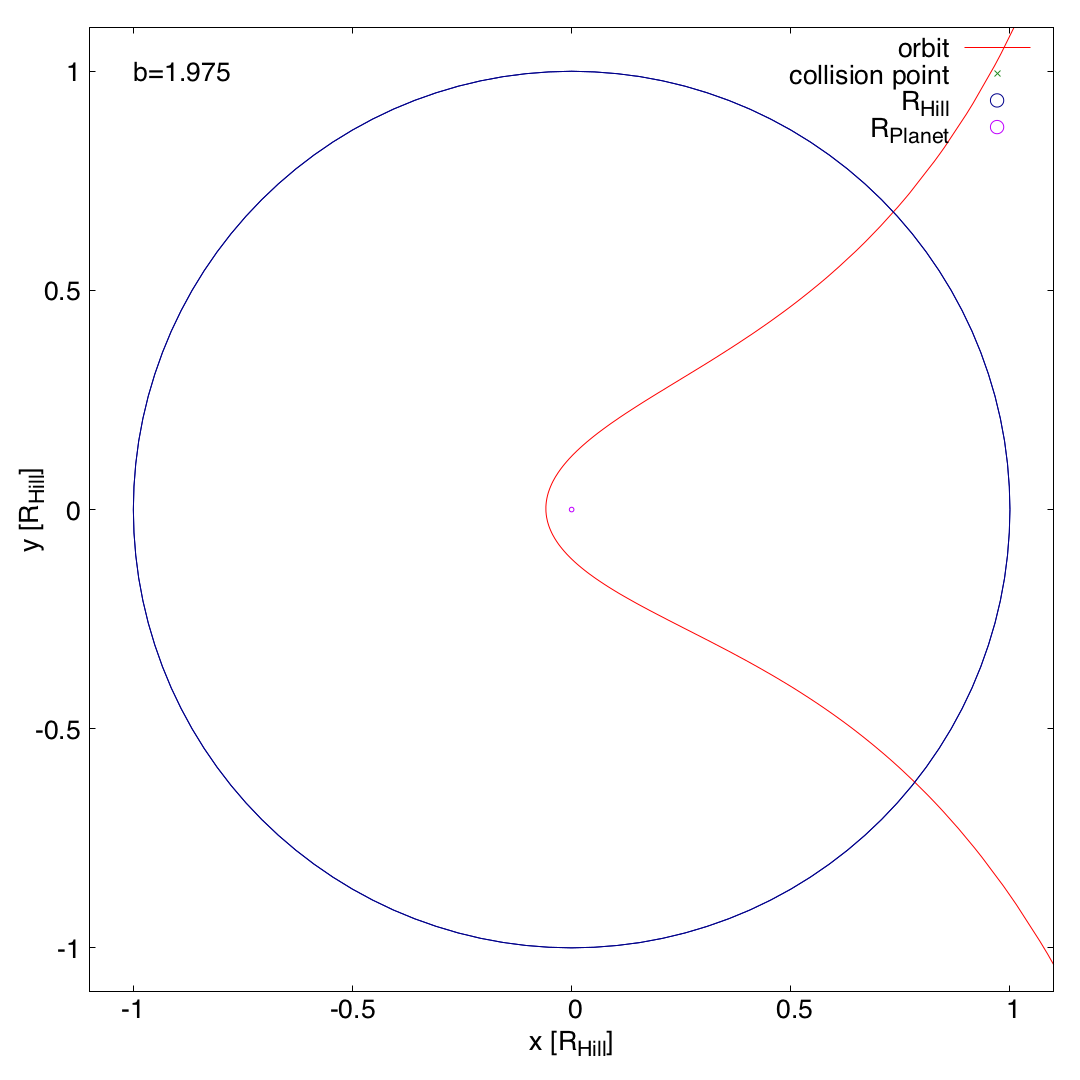 b=1.975
orbit
collision point
R_Hill
R_Planet
1
0.5
0
-0.5
-1
y [R_Hill]
-1
-0.5
0
0.5
1
x [R_Hill]